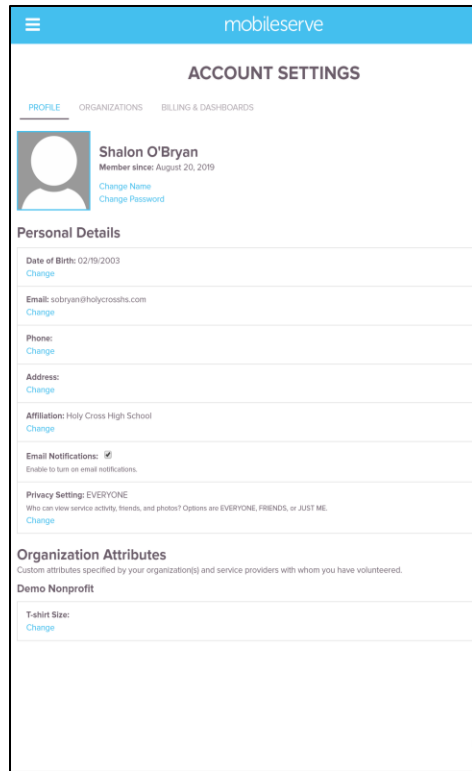 mobileserve
ACCOUNT SETTINGS
PROFILE ORGANIZATIONS BILLING & DASHBOARDS
Shalon O'Bryan
Member since: August 20, 2019
Change Name
Change Password
Personal Details
Date of Birth: 02/19/2003
Change
Email: sobryan@holycrosshs.com
Change
Phone:
Change
Address:
Change
Affiliation: Holy Cross High School
Change
Email Notifications:
Enable to turn on email notifications.
Privacy Setting: EVERYONE
Who can view service activity, friends, and photos? Options are EVERYONE, FRIENDS, or JUST ME.
Change
Organization Attributes
Custom attributes specified by your organization(s) and service providers with whom you have volunteered.
Demo Nonprofit
T-shirt Size:
Change